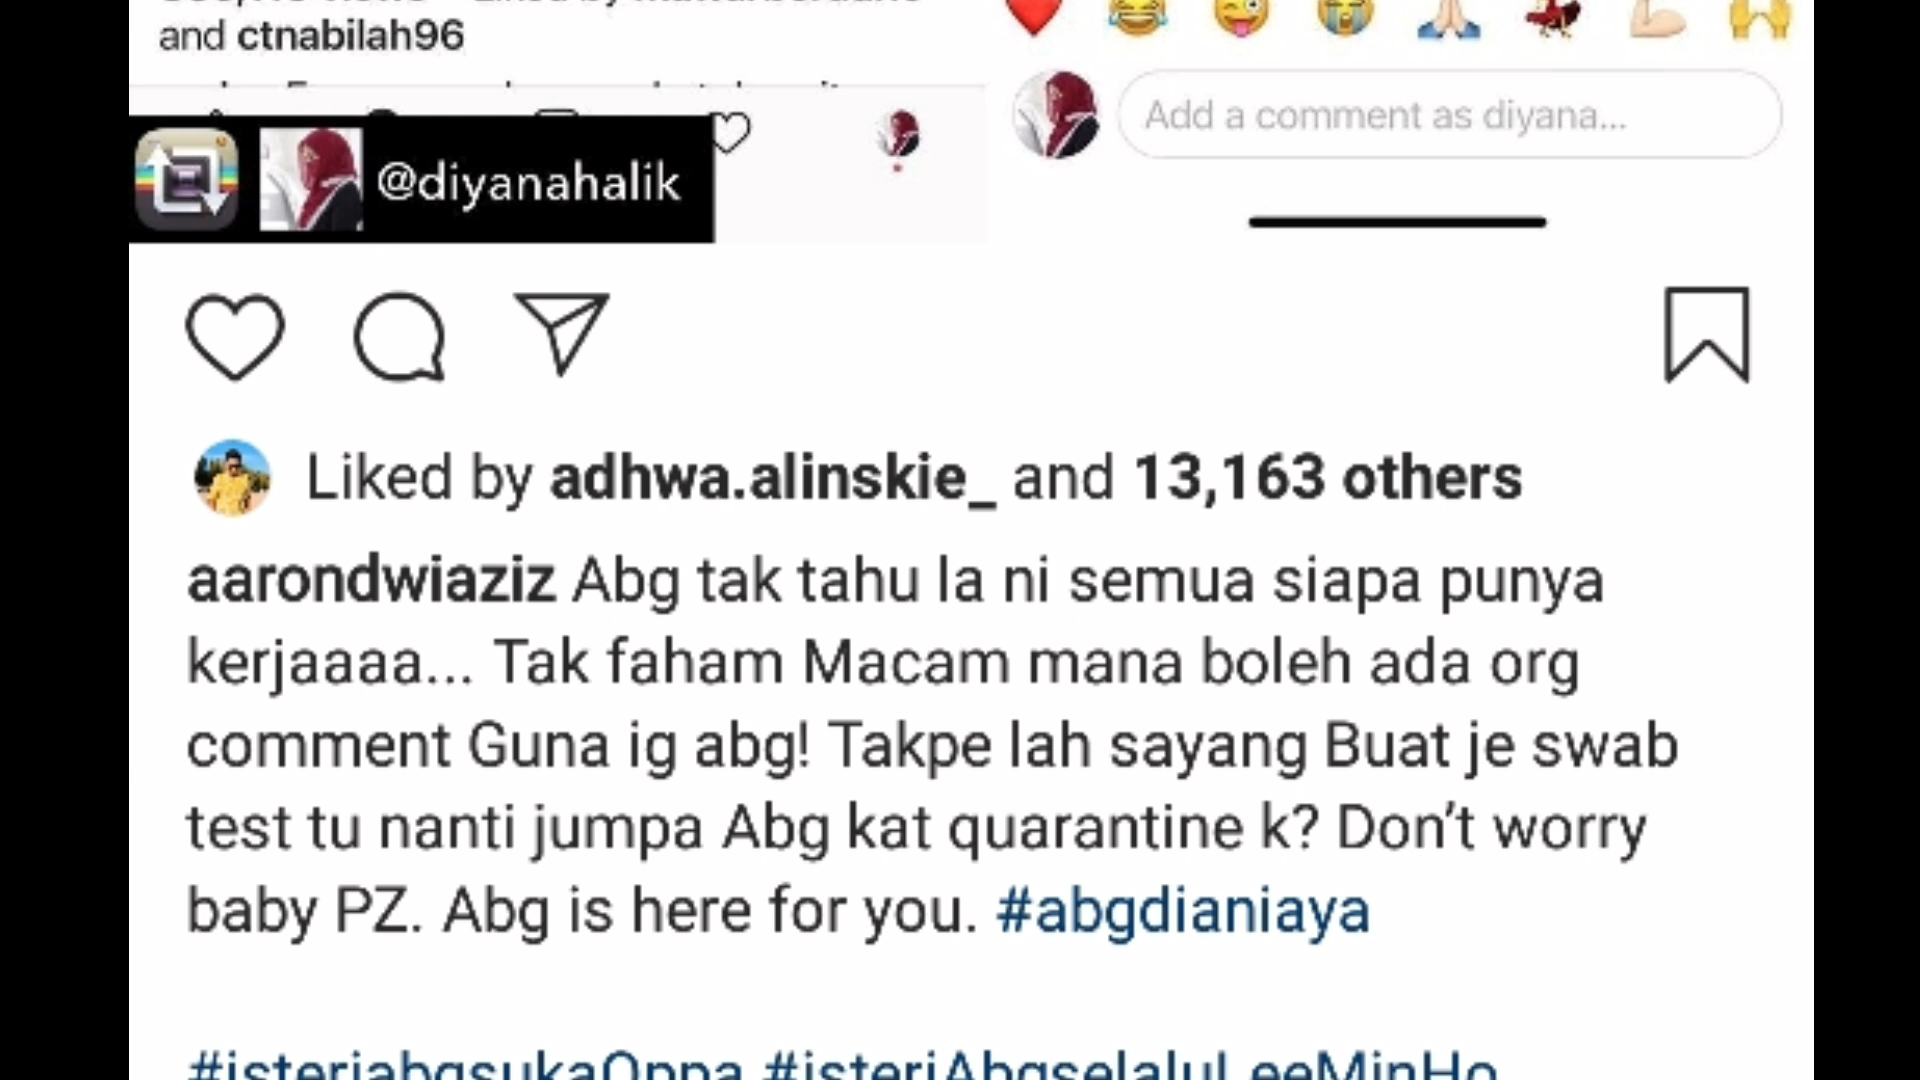 and ctnabilah96
Add a comment as diyana...
@diyanahalik
Liked by adhwa.alinskie_ and 13,163 others
aarondwiaziz Abg tak tahu la ni semua siapa punya
kerjaaaa... Tak faham Macam mana boleh ada org
comment Guna ig abg! Takpe lah sayang Buat je swab
test tu nanti jumpa Abg kat quarantine k? Don’t worry
baby PZ. Abg is here for you. #abgdianiaya
#isteriabgsukaOppa #isteriAbgselaluLeeMinHo